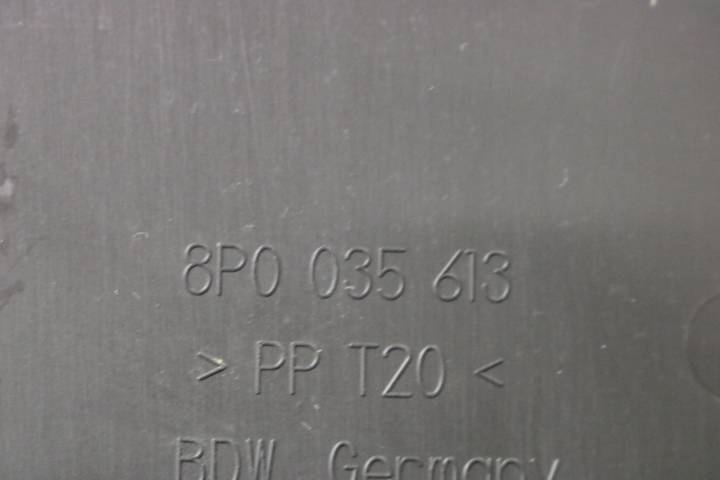 8P0 035 613
> PP T20 <
BDW Germany